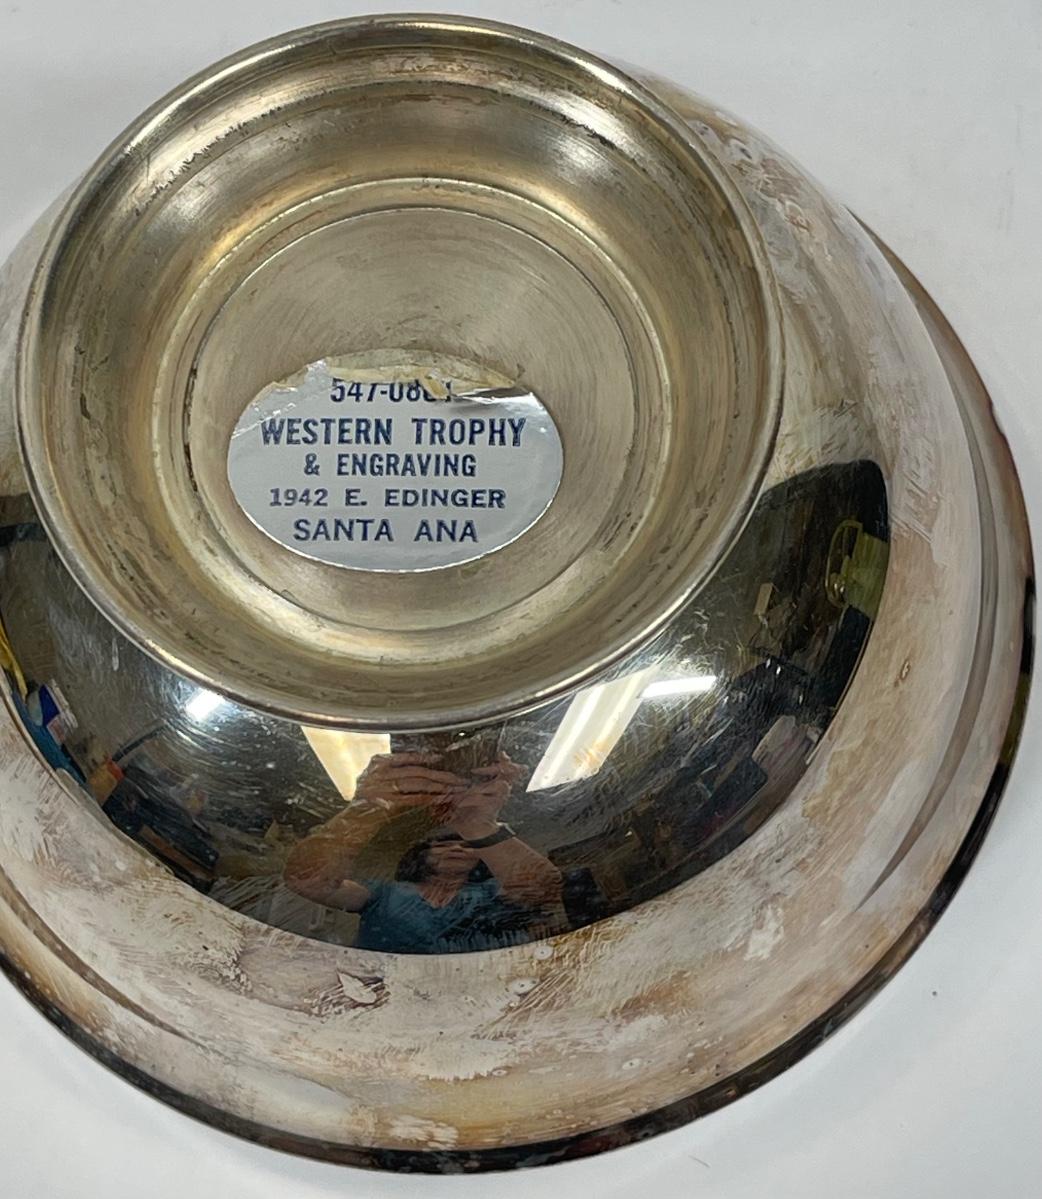 WESTERN TROPHY
& ENGRAVING
1942 E. EDINGER
SANTA ANA